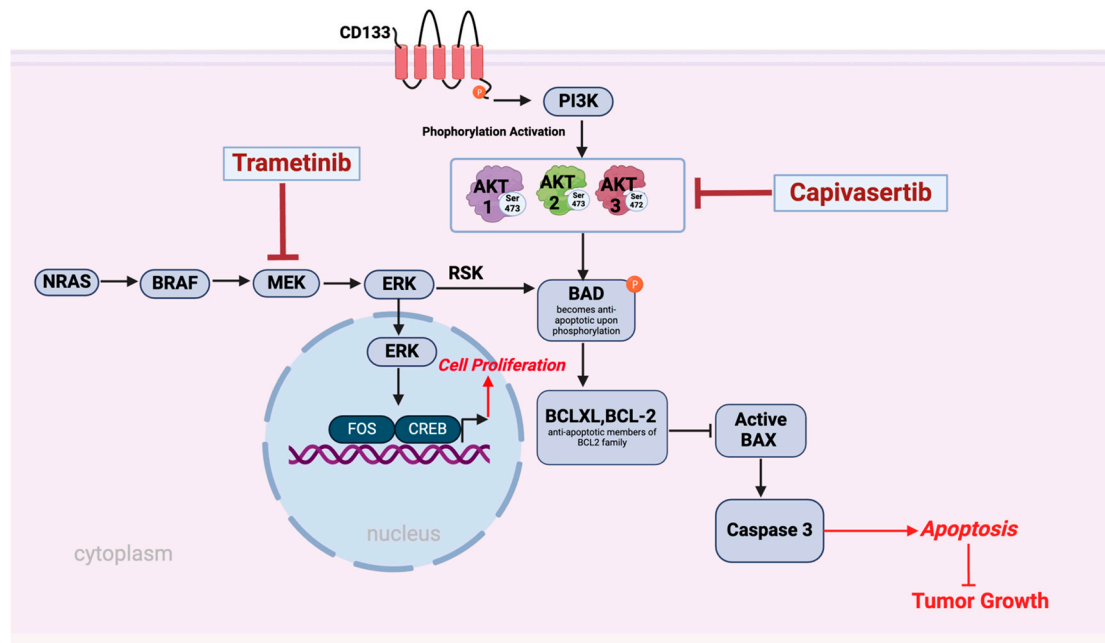 CD133
P
PI3K
Phophorylation Activation
Trametinib
AKT
1
Ser
473
AKT
2
Ser
473
AKT
3
Ser
472
Capivasertib
NRAS
BRAF
MEK
ERK
RSK
BAD
becomes anti-
apoptotic upon
phosphorylation
P
ERK
Cell Proliferation
FOS
CREB
BCLXL,BCL-2
anti-apoptotic members of
BCL2 family
Active
BAX
nucleus
cytoplasm
Caspase 3
Apoptosis
Tumor Growth